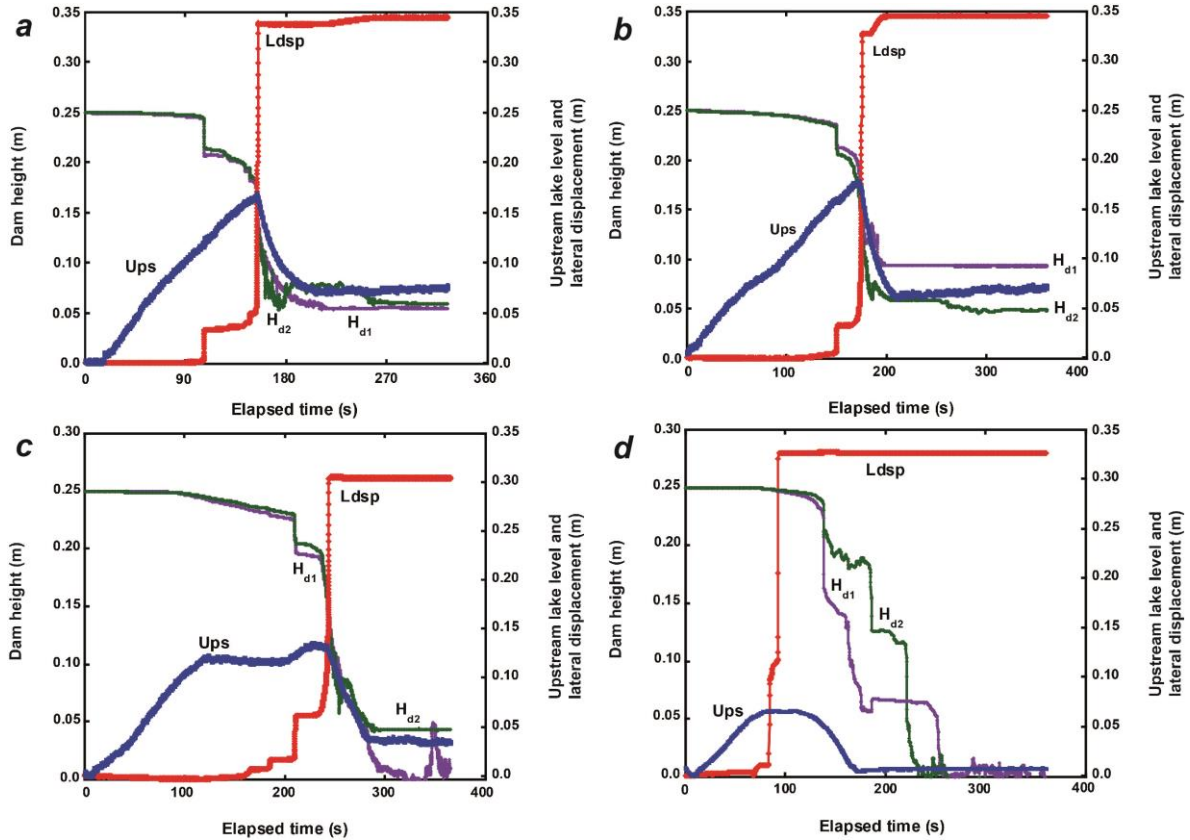 a
0.35
0.30
0.25
0.20
0.15
0.10
0.05
0.0
Dam height (m)
0 90 180 270 360
Elapsed time (s)
0.35
0.30
0.25
0.20
0.15
0.10
0.05
0.0
Upstream lake level and
lateral displacement (m)
Ldsp
Ups
Hd2
Hd1
b
0.35
0.30
0.25
0.20
0.15
0.10
0.05
0.0
Dam height (m)
0 100 200 300 400
Elapsed time (s)
0.35
0.30
0.25
0.20
0.15
0.10
0.05
0.0
Upstream lake level and
lateral displacement (m)
Ldsp
Ups
Hd1
Hd2
c
0.30
0.25
0.20
0.15
0.10
0.05
0.00
Dam height (m)
0 100 200 300 400
Elapsed time (s)
0.35
0.30
0.25
0.20
0.15
0.10
0.05
0.0
Upstream lake level and
lateral displacement (m)
Ldsp
Hd1
Ups
Hd2
d
0.30
0.25
0.20
0.15
0.10
0.05
0.00
Dam height (m)
0 100 200 300 400
Elapsed time (s)
0.35
0.30
0.25
0.20
0.15
0.10
0.05
0.0
Upstream lake level and
lateral displacement (m)
Ldsp
Hd1
Hd2
Ups